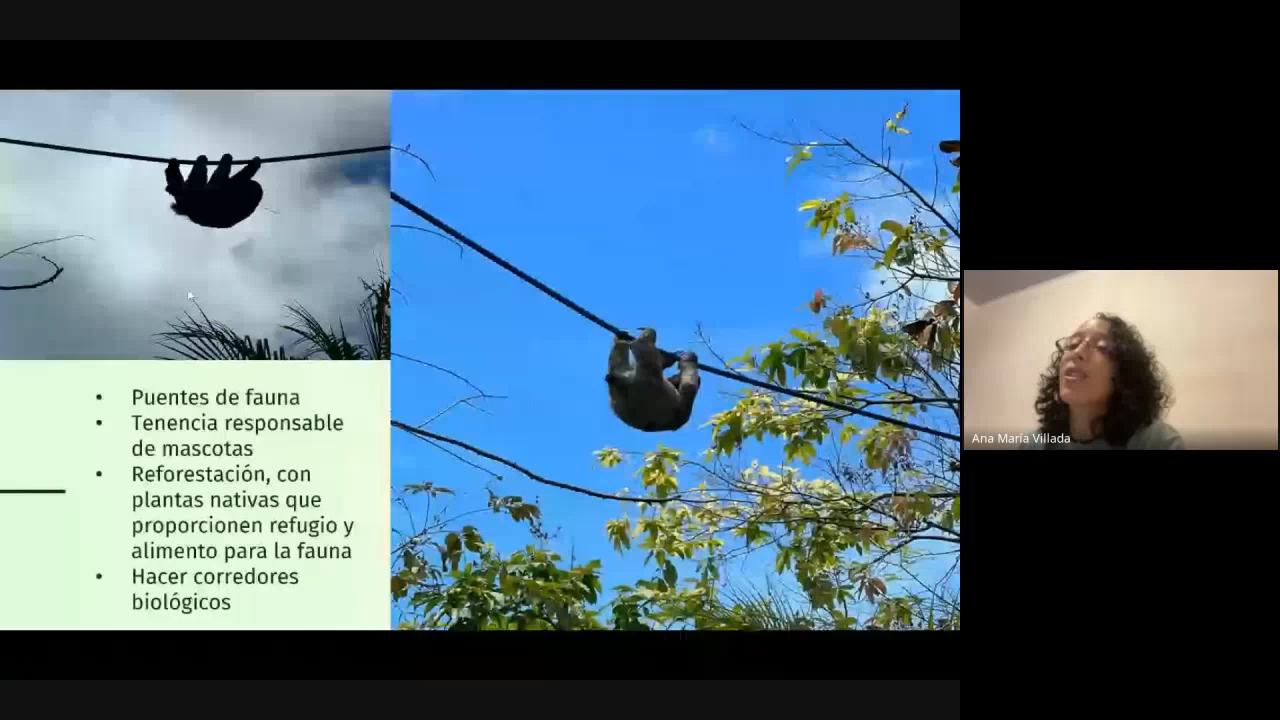 • Puentes de fauna
• Tenencia responsable
de mascotas
• Reforestación, con
plantas nativas que
proporcionen refugio y
alimento para la fauna
• Hacer corredores
biológicos
Ana María Villada